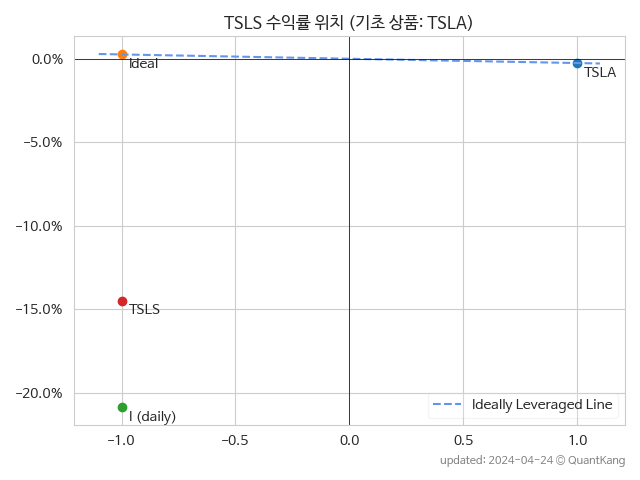 TSLS 수익률 위치 (기초 상품: TSLA)
0.0%
−5.0%
−10.0%
−15.0%
−20.0%
Ideal
TSLA
TSLS
I (daily)
Ideally Leveraged Line
−1.0
−0.5
0.0
0.5
1.0
updated: 2024-04-24 © QuantKang